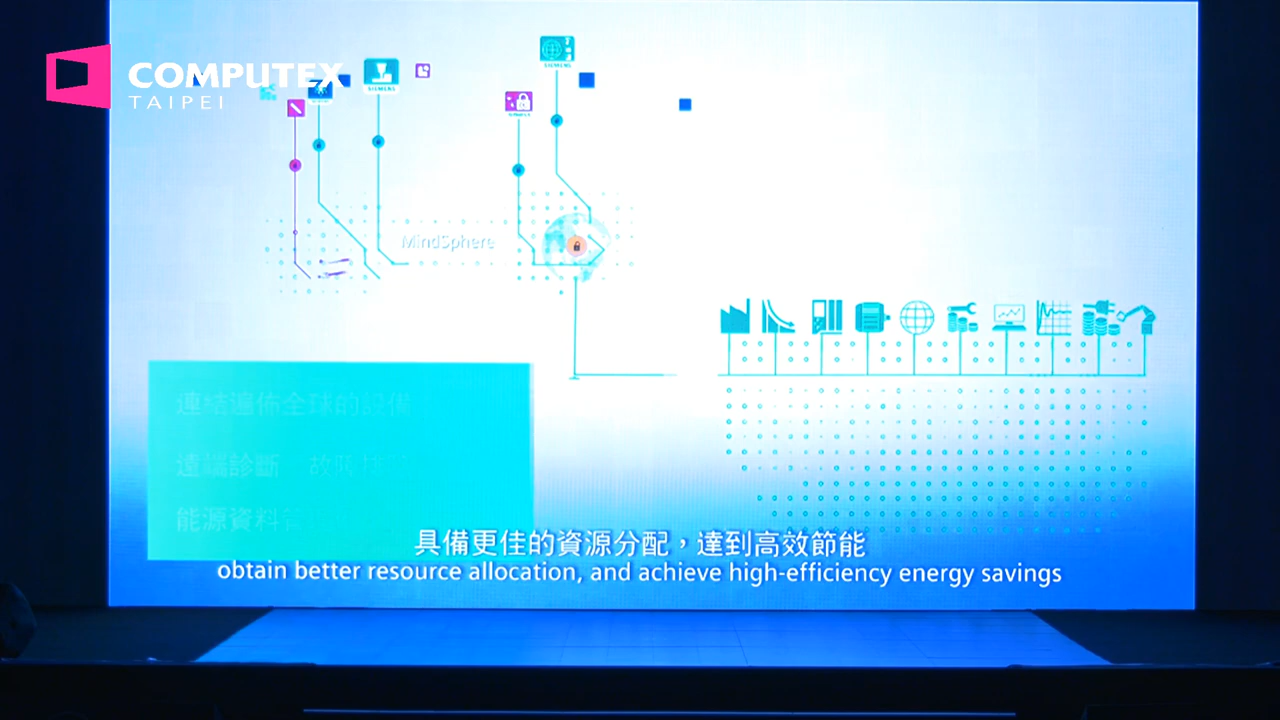 COMPUTEX
TAIPEI
SIEMENS
SIEMENS
MindSphere
連結遍佈全球的設備
遠端診斷
能源資料
具備更佳的資源分配，達到高效節能
obtain better resource allocation, and achieve high-efficiency energy savings